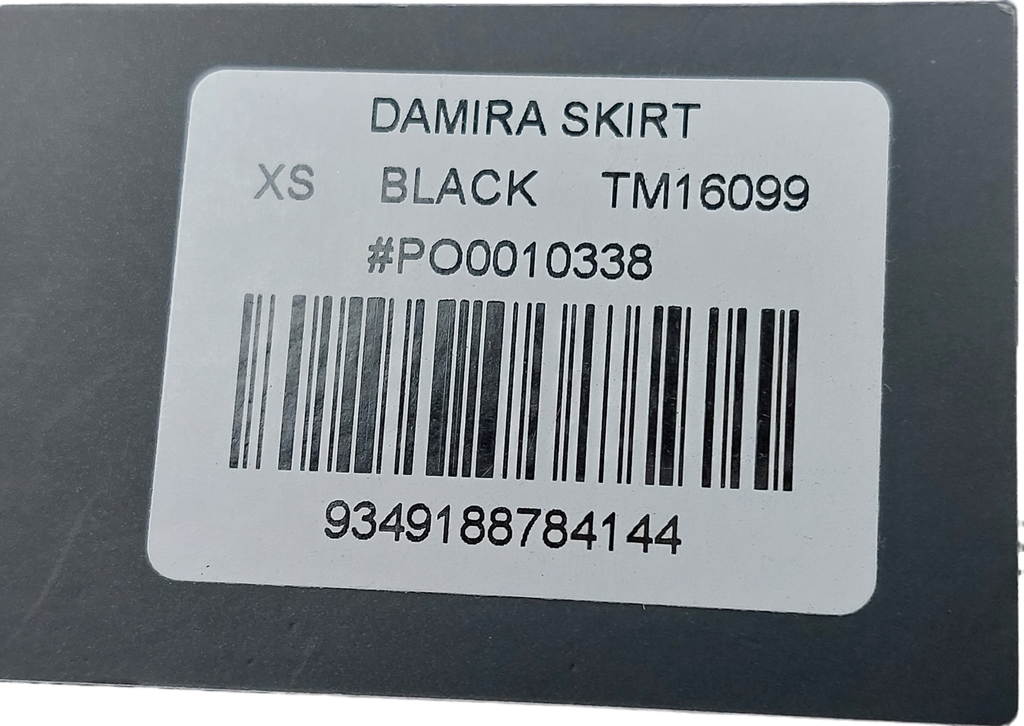 DAMIRA SKIRT
XS BLACK TM16099
#PO0010338
9349188784144